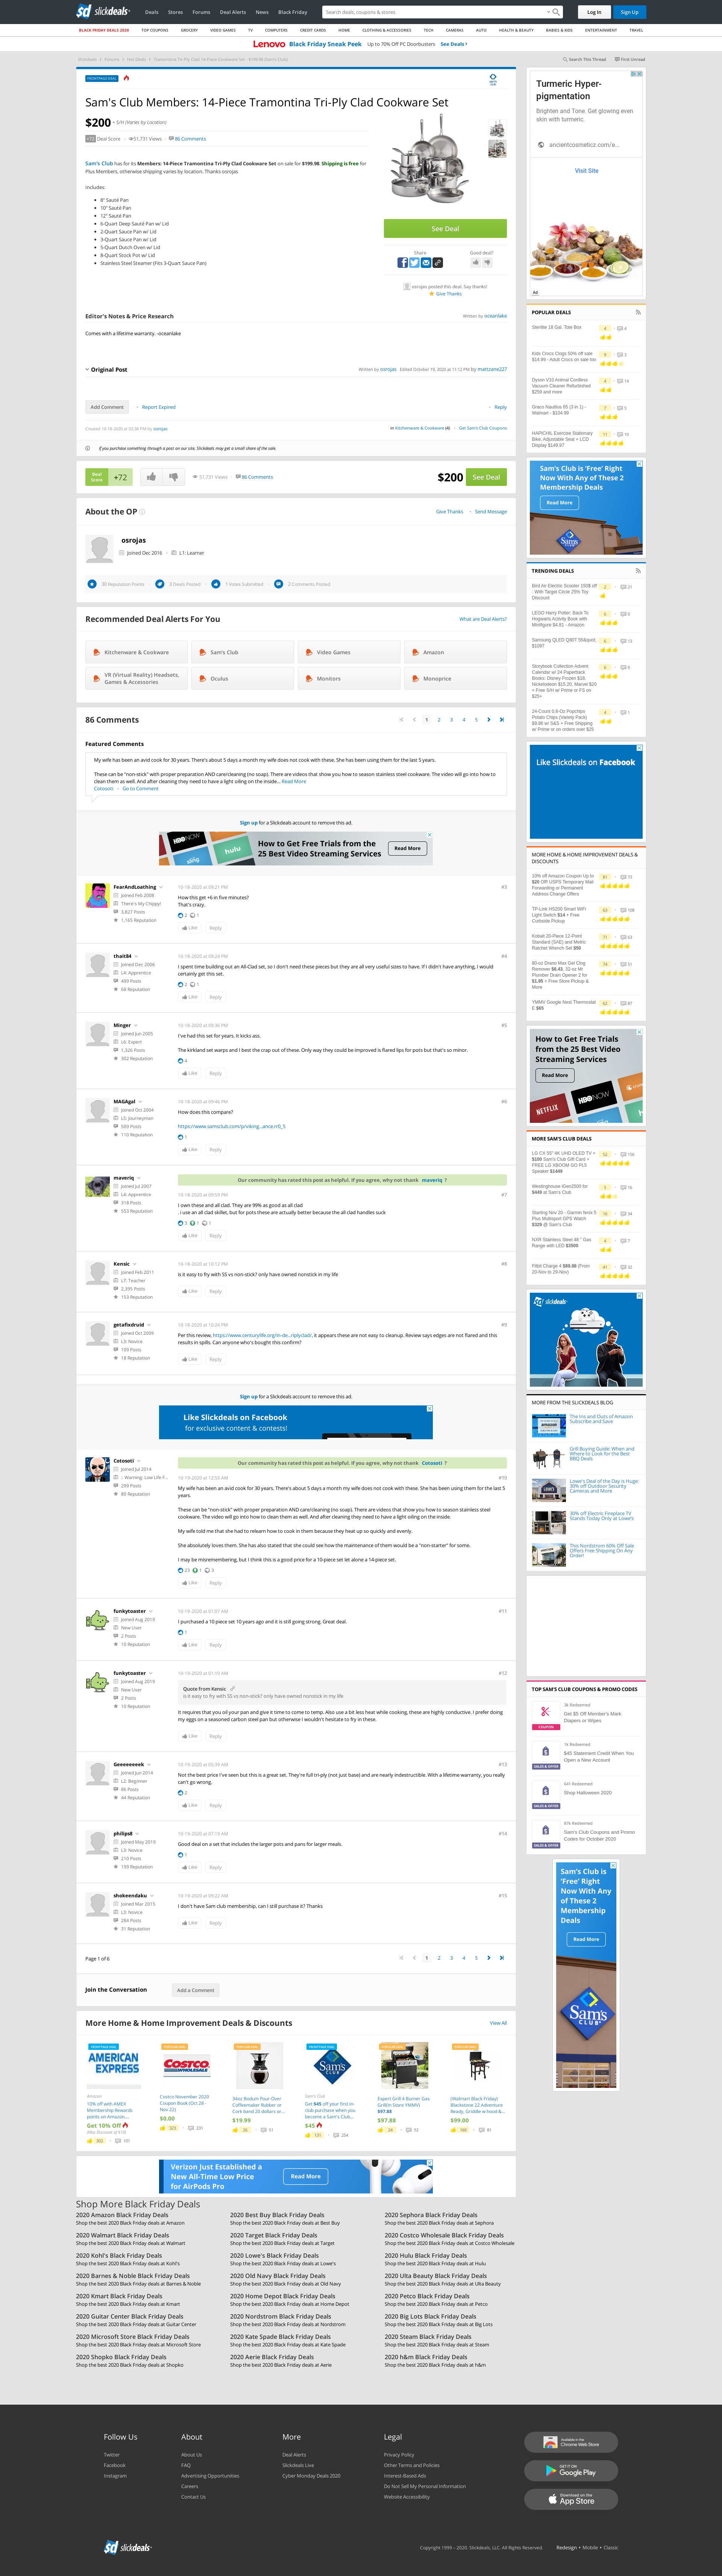 slickdeals
Deals Stores Forums Deal Alerts News Black Friday
Search deals, coupons & stores
Log In
Sign Up
BLACK FRIDAY DEALS 2020 TOP COUPONS GROCERY VIDEO GAMES TV COMPUTERS CREDIT CARDS HOME CLOTHING & ACCESSORIES TECH CAMERAS AUTO HEALTH & BEAUTY BABIES & KIDS ENTERTAINMENT TRAVEL
Lenovo Black Friday Sneak Peek Up to 70% Off PC Doorbusters See Deals
Search This Thread First Unread
FRONTPAGE DEAL
Sam's Club Members: 14-Piece Tramontina Tri-Ply Clad Cookware Set
$200 + S/H (Varies by Location)
+72 Deal Score 51,731 Views 86 Comments
Sam's Club has for its Members: 14-Piece Tramontina Tri-Ply Clad Cookware Set on sale for $199.98. Shipping is free for
Plus Members, otherwise shipping varies by location. Thanks osrojas
Includes:
8" Sauté Pan
10" Sauté Pan
12" Sauté Pan
6-Quart Deep Sauté Pan w/ Lid
2-Quart Sauce Pan w/ Lid
3-Quart Sauce Pan w/ Lid
5-Quart Dutch Oven w/ Lid
8-Quart Stock Pot w/ Lid
Stainless Steel Steamer (Fits 3-Quart Sauce Pan)
See Deal
Share Good deal?
osrojas posted this deal. Say thanks!
Give Thanks
Editor's Notes & Price Research Written by oceanlake
Comes with a lifetime warranty. -oceanlake
Original Post Written by osrojas Edited October 19, 2020 at 11:12 PM by mattzane227
Add Comment Report Expired Reply
Created 10-18-2020 at 03:38 PM by osrojas
in Kitchenware & Cookware (4) Get Sam's Club Coupons
If you purchase something through a post on our site, Slickdeals may get a small share of the sale.
Deal Score +72 51,731 Views 86 Comments $200 See Deal
About the OP Give Thanks Send Message
osrojas
Joined Dec 2016 L1: Learner
30 Reputation Points 3 Deals Posted 1 Votes Submitted 2 Comments Posted
Recommended Deal Alerts For You What are Deal Alerts?
Kitchenware & Cookware Sam's Club Video Games Amazon
VR (Virtual Reality) Headsets, Games & Accessories Oculus Monitors Monoprice
86 Comments 1 2 3 4 5
Featured Comments
My wife has been an avid cook for 30 years. There's about 5 days a month my wife does not cook with these. She has been using them for the last 5 years.
These can be "non-stick" with proper preparation AND care/cleaning (no soap). There are videos that show you how to season stainless steel cookware. The video will go into how to
clean them as well. And after cleaning they need to have a light oiling on the inside... Read More
Cotosoti Go to Comment
Sign up for a Slickdeals account to remove this ad.
How to Get Free Trials from the
25 Best Video Streaming Services
Read More
FearAndLoathing
Joined Feb 2008
There's My Chippy!
3,827 Posts
1,165 Reputation
10-18-2020 at 09:21 PM #3
How this get +6 in five minutes?
That's crazy.
2 1
Like Reply
thait84
Joined Dec 2006
L4: Apprentice
499 Posts
68 Reputation
10-18-2020 at 09:24 PM #4
I spent time building out an All-Clad set, so I don't need these pieces but they are all very useful sizes to have. If I didn't have anything, I would
certainly get this set.
2 1
Like Reply
Minger
Joined Jun 2005
L6: Expert
1,326 Posts
302 Reputation
10-18-2020 at 09:36 PM #5
I've had this set for years. It kicks ass.
The kirkland set warps and I best the crap out of these. Only way they could be improved is flared lips for pots but that's so minor.
4
Like Reply
MAGAgal
Joined Oct 2004
L5: Journeyman
509 Posts
110 Reputation
10-18-2020 at 09:46 PM #6
How does this compare?
https://www.samsclub.com/p/viking...ance:rr0_5
1
Like Reply
maveriq
Joined Jul 2007
L4: Apprentice
318 Posts
553 Reputation
Our community has rated this post as helpful. If you agree, why not thank maveriq ?
10-18-2020 at 09:59 PM #7
i own these and all clad. They are 99% as good as all clad
. i use an all clad skillet, but for pots these are actually better because the all clad handles suck
3 1 1
Like Reply
Kensic
Joined Feb 2011
L7: Teacher
2,395 Posts
153 Reputation
10-18-2020 at 10:12 PM #8
is it easy to fry with SS vs non-stick? only have owned nonstick in my life
Like Reply
getafixdruid
Joined Oct 2009
L3: Novice
109 Posts
18 Reputation
10-18-2020 at 10:24 PM #9
Like Reply
Sign up for a Slickdeals account to remove this ad.
Like Slickdeals on Facebook
for exclusive content & contests!
Cotosoti
Joined Jul 2014
299 Posts
80 Reputation
Our community has rated this post as helpful. If you agree, why not thank Cotosoti ?
10-19-2020 at 12:55 AM #10
My wife has been an avid cook for 30 years. There's about 5 days a month my wife does not cook with these. She has been using them for the last 5
years.
These can be "non-stick" with proper preparation AND care/cleaning (no soap). There are videos that show you how to season stainless steel
cookware. The video will go into how to clean them as well. And after cleaning they need to have a light oiling on the inside.
My wife told me that she had to relearn how to cook in them because they heat up so quickly and evenly.
She absolutely loves them. She has also stated that she could see how the maintenance of them would be a "non-starter" for some.
I may be misremembering, but I think this is a good price for a 10-piece set let alone a 14-piece set.
23 1 3
Like Reply
funkytoaster
Joined Aug 2019
New User
2 Posts
10 Reputation
10-19-2020 at 01:07 AM #11
I purchased a 10 piece set 10 years ago and it is still going strong. Great deal.
1
Like Reply
funkytoaster
Joined Aug 2019
New User
2 Posts
10 Reputation
10-19-2020 at 01:19 AM #12
Quote from Kensic
is it easy to fry with SS vs non-stick? only have owned nonstick in my life
It requires that you oil your pan and give it time to come to temp. Also use a bit less heat while cooking these, higher quality conduct heat. I prefer
my eggs on a seasoned carbon steel pan but otherwise wouldn't hesitate to fry in these.
Like Reply
Geeeeeeeek
Joined Jun 2014
L2: Beginner
86 Posts
44 Reputation
10-19-2020 at 05:39 AM #13
Not the best price I've seen but this is a great set. They're full tri-ply (not just base) and are nearly indestructible. With a lifetime warranty, you really
can't go wrong.
2
Like Reply
philips8
Joined May 2019
L3: Novice
210 Posts
199 Reputation
10-19-2020 at 07:19 AM #14
Good deal on a set that includes the larger pots and pans for larger meals.
1
Like Reply
shokeendaku
Joined Mar 2015
L3: Novice
284 Posts
31 Reputation
10-19-2020 at 09:22 AM #15
I don't have Sam club membership, can I still purchase it? Thanks
Like Reply
Page 1 of 6 1 2 3 4 5
Join the Conversation Add a Comment
More Home & Home Improvement Deals & Discounts View All
AMERICAN EXPRESS
Amazon
10% off with AMEX Membership Rewards points on Amazon...
Get 10% Off
302 101
COSTCO WHOLESALE
Costco November 2020 Coupon Book (Oct 28 - Nov 22)
$0.00
503 231
34oz Bodum Pour Over Coffeemaker Rubber or Cork band 20 dollars or...
$19.99
26 51
Sam's Club
Get $45 off your first in-club purchase when you become a Sam's Club...
$45
131 254
Expert Grill 4 Burner Gas Grill(In Store YMMV) $97.88
$97.88
24 52
(Walmart Black Friday) Blackstone 22 Adventure Ready, Griddle w hood &...
$99.00
160 81
Verizon Just Established a
New All-Time Low Price
for AirPods Pro
Read More
Shop More Black Friday Deals
2020 Amazon Black Friday Deals
Shop the best 2020 Black Friday deals at Amazon
2020 Best Buy Black Friday Deals
Shop the best 2020 Black Friday deals at Best Buy
2020 Sephora Black Friday Deals
Shop the best 2020 Black Friday deals at Sephora
2020 Walmart Black Friday Deals
Shop the best 2020 Black Friday deals at Walmart
2020 Target Black Friday Deals
Shop the best 2020 Black Friday deals at Target
2020 Costco Wholesale Black Friday Deals
Shop the best 2020 Black Friday deals at Costco Wholesale
2020 Kohl's Black Friday Deals
Shop the best 2020 Black Friday deals at Kohl's
2020 Lowe's Black Friday Deals
Shop the best 2020 Black Friday deals at Lowe's
2020 Hulu Black Friday Deals
Shop the best 2020 Black Friday deals at Hulu
2020 Barnes & Noble Black Friday Deals
Shop the best 2020 Black Friday deals at Barnes & Noble
2020 Old Navy Black Friday Deals
Shop the best 2020 Black Friday deals at Old Navy
2020 Ulta Beauty Black Friday Deals
Shop the best 2020 Black Friday deals at Ulta Beauty
2020 Kmart Black Friday Deals
Shop the best 2020 Black Friday deals at Kmart
2020 Home Depot Black Friday Deals
Shop the best 2020 Black Friday deals at Home Depot
2020 Petco Black Friday Deals
Shop the best 2020 Black Friday deals at Petco
2020 Guitar Center Black Friday Deals
Shop the best 2020 Black Friday deals at Guitar Center
2020 Nordstrom Black Friday Deals
Shop the best 2020 Black Friday deals at Nordstrom
2020 Big Lots Black Friday Deals
Shop the best 2020 Black Friday deals at Big Lots
2020 Microsoft Store Black Friday Deals
Shop the best 2020 Black Friday deals at Microsoft Store
2020 Kate Spade Black Friday Deals
Shop the best 2020 Black Friday deals at Kate Spade
2020 Steam Black Friday Deals
Shop the best 2020 Black Friday deals at Steam
2020 Shopko Black Friday Deals
Shop the best 2020 Black Friday deals at Shopko
2020 Aerie Black Friday Deals
Shop the best 2020 Black Friday deals at Aerie
2020 h&m Black Friday Deals
Shop the best 2020 Black Friday deals at h&m
Turmeric Hyper-
pigmentation
Brighten and Tone. Get glowing even
skin with turmeric.
ancientcosmeticz.com/e...
Visit Site
Ad
POPULAR DEALS
Sterilite 18 Gal. Tote Box
Kids Crocs Clogs 50% off sale $14.99 - Adult Crocs on sale too
Dyson V10 Animal Cordless Vacuum Cleaner Refurbished $259 and more
Graco Nautilus 65 (3 in 1) - Walmart - $104.99
HAPICHIL Exercise Stationary Bike, Adjustable Seat + LCD Display $149.97
Sam's Club is 'Free' Right
Now With Any of These 2
Membership Deals
Read More
TRENDING DEALS
Bird Air Electric Scooter 150$ off . With Target Circle 25% Toy Discount
LEGO Harry Potter: Back To Hogwarts Activity Book with Minifigure $4.81 - Amazon
Samsung QLED Q80T 55&quot; $1097
Storybook Collection Advent Calendar w/ 24 Paperback Books: Disney Frozen $18, Nickelodeon $15.20, Marvel $10 + Free S/H w/ Prime or FS on $25+
24-Count 0.8-Oz Popchips Potato Chips (Variety Pack) $9.98 w/ S&S + Free Shipping w/ Prime or on orders over $25
Like Slickdeals on Facebook
MORE HOME & HOME IMPROVEMENT DEALS & DISCOUNTS
10% off Amazon Coupon Up to $20 Off! USPS Temporary Mail Forwarding or Permanent Address Change Offers
TP-Link HS200 Smart WiFi Light Switch $14 + Free Curbside Pickup
Kobalt 20-Piece 12-Point Standard (SAE) and Metric Ratchet Wrench Set $50
80-oz Drano Max Gel Clog Remover $6.43, 32-oz Mr Plumber Drain Opener 2 for $1.95 + Free Store Pickup & More
YMMV Google Nest Thermostat E $65
How to Get Free Trials
from the 25 Best Video
Streaming Services
Read More
NETFLIX HBO NOW
MORE SAM'S CLUB DEALS
LG CX 55" 4K UHD OLED TV + $100 Sam's Club Gift Card + FREE LG XBOOM GO PL5 Speaker $1449
Westinghouse iGen2500 for $449 at Sam's Club
Starting Nov 20 - Garmin fenix 5 Plus Multisport GPS Watch $329 @ Sam's Club
NXR Stainless Steel 48 " Gas Range with LED $3500
Fitbit Charge 4 $89.88 (From 20-Nov to 29-Nov)
slickdeals
MORE FROM THE SLICKDEALS BLOG
The Ins and Outs of Amazon Subscribe and Save
Grill Buying Guide: When and Where to Look for the Best BBQ Deals
Lowe's Deal of the Day is Huge: 30% off Outdoor Security Cameras and More
30% off Electric Fireplace TV Stands Today Only at Lowe's
This Nordstrom 60% Off Sale Offers Free Shipping On Any Order!
TOP SAM'S CLUB COUPONS & PROMO CODES
3k Redeemed
Get $5 Off Member's Mark Diapers or Wipes
COUPON
1k Redeemed
$45 Statement Credit When You Open a New Account
SALES & OFFER
641 Redeemed
Shop Halloween 2020
SALES & OFFER
876 Redeemed
Sam's Club Coupons and Promo Codes for October 2020
SALES & OFFER
Sam's Club is
'Free' Right
Now With Any
of These 2
Membership
Deals
Read More
Follow Us
Twitter
Facebook
Instagram
About
About Us
FAQ
Advertising Opportunities
Careers
Contact Us
More
Deal Alerts
Slickdeals Live
Cyber Monday Deals 2020
Legal
Privacy Policy
Other Terms and Policies
Interest-Based Ads
Do Not Sell My Personal Information
Website Accessibility
Available in the Chrome Web Store
GET IT ON Google Play
Download on the App Store
slickdeals
Copyright 1999 - 2020. Slickdeals, LLC. All Rights Reserved. Redesign • Mobile • Classic